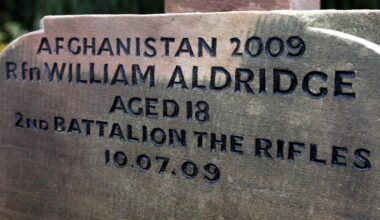 AFGHANISTAN 2009
Rfn WILLIAM ALDRIDGE
AGED 18
2ND BATTALION THE RIFLES
10.07.09